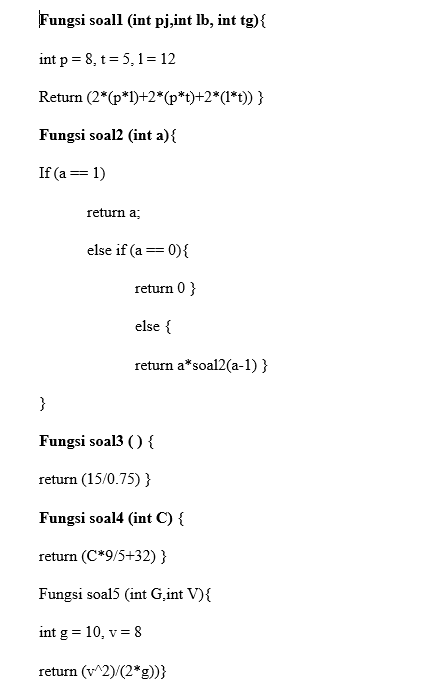 Fungsi soal1 (int pj,int lb, int tg){
int p = 8, t = 5, l = 12
Return (2*(p*l)+2*(p*t)+2*(l*t)) }
Fungsi soal2 (int a){
If (a == 1)
return a;
else if (a == 0){
return 0 }
else {
return a*soal2(a-1) }
}
Fungsi soal3 ( ) {
return (15/0.75) }
Fungsi soal4 (int C) {
return (C*9/5+32) }
Fungsi soal5 (int G,int V){
int g = 10, v = 8
return (v^2)/(2*g))}